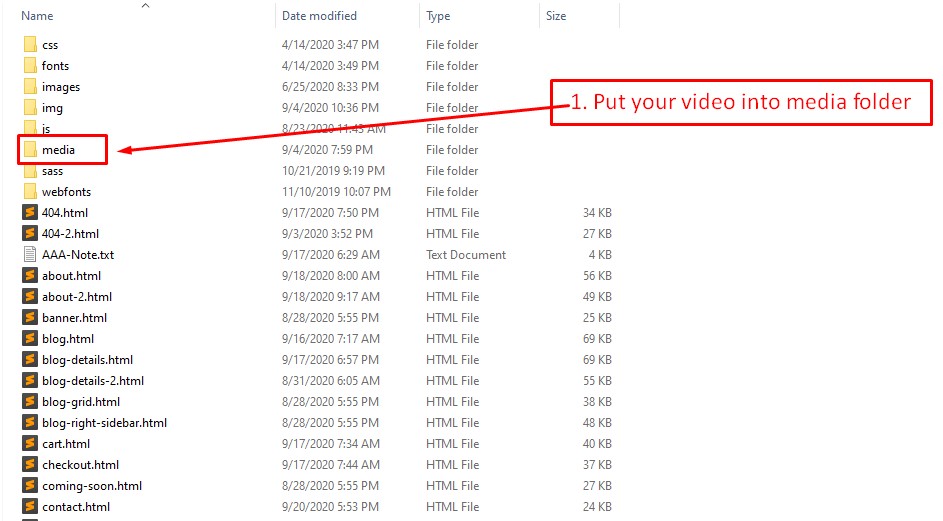 Name Date modified Type Size
css 4/14/2020 3:47 PM File folder
fonts 4/14/2020 3:49 PM File folder
images 6/25/2020 8:33 PM File folder
img 9/4/2020 10:36 PM File folder
1. Put your video into media folder
js 8/23/2020 11:43 AM File folder
media 9/4/2020 7:59 PM File folder
sass 10/21/2019 9:19 PM File folder
webfonts 11/10/2019 10:07 PM File folder
404.html 9/17/2020 7:50 PM HTML File 34 KB
404-2.html 9/3/2020 3:52 PM HTML File 27 KB
AAA-Note.txt 9/17/2020 6:29 AM Text Document 4 KB
about.html 9/18/2020 8:00 AM HTML File 56 KB
about-2.html 9/18/2020 9:17 AM HTML File 49 KB
banner.html 8/28/2020 5:55 PM HTML File 25 KB
blog.html 9/16/2020 7:17 AM HTML File 69 KB
blog-details.html 9/17/2020 6:57 PM HTML File 69 KB
blog-details-2.html 8/31/2020 6:05 AM HTML File 55 KB
blog-grid.html 8/28/2020 5:55 PM HTML File 38 KB
blog-right-sidebar.html 8/28/2020 5:55 PM HTML File 48 KB
cart.html 9/17/2020 7:34 AM HTML File 40 KB
checkout.html 9/17/2020 7:44 AM HTML File 37 KB
coming-soon.html 8/28/2020 5:55 PM HTML File 27 KB
contact.html 9/20/2020 5:53 PM HTML File 24 KB